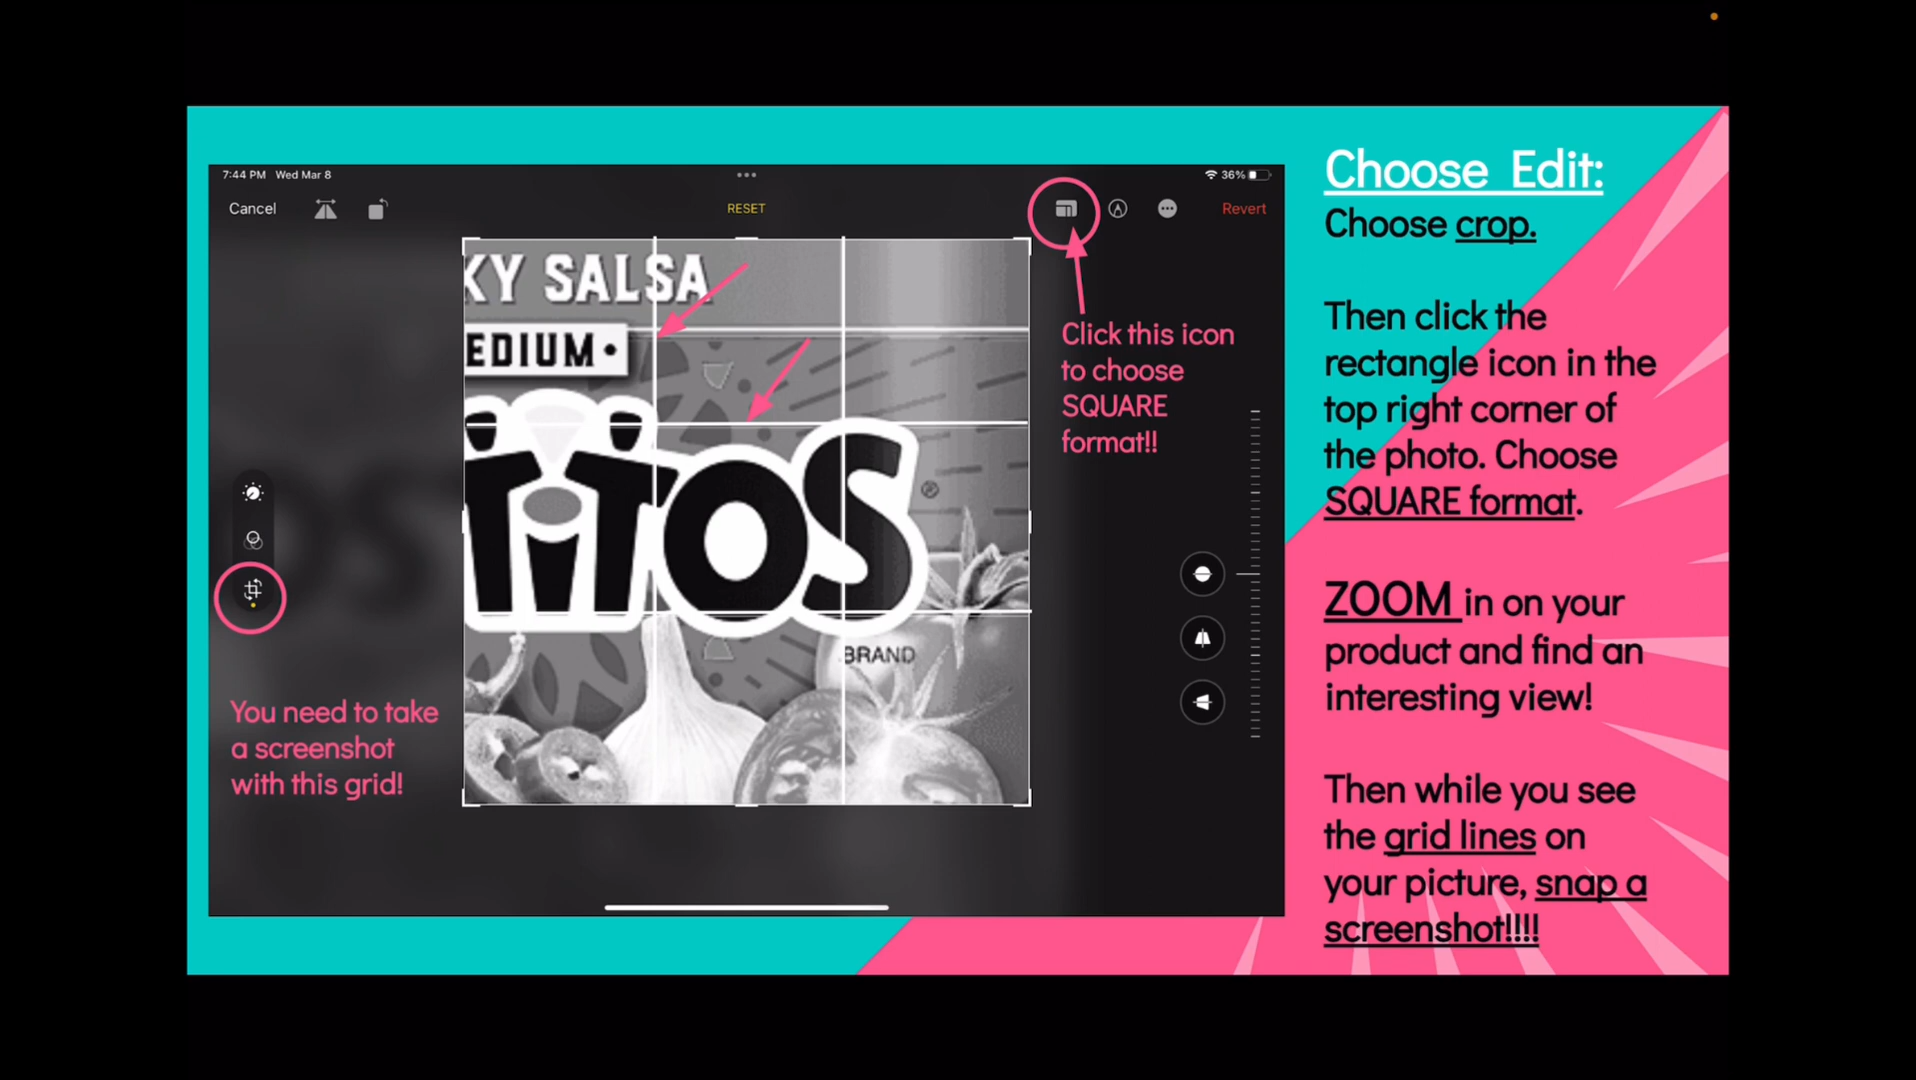 7:44 PM Wed Mar 8
36%
Cancel
RESET
Revert
KY SALSA
EDIUM•
TiTOS
®
BRAND
Click this icon
to choose
SQUARE
format!!
You need to take
a screenshot
with this grid!
Choose Edit:
Choose crop.
Then click the
rectangle icon in the
top right corner of
the photo. Choose
SQUARE format.
ZOOM in on your
product and find an
interesting view!
Then while you see
the grid lines on
your picture, snap a
screenshot!!!!